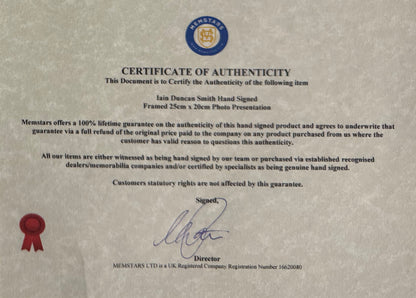 MEMSTARS
CERTIFICATE OF AUTHENTICITY
This Document is to Certify the Authenticity of the following item
Iain Duncan Smith Hand Signed
Framed 25cm x 20cm Photo Presentation
Memstars offers a 100% lifetime guarantee on the authenticity of this hand signed product and agrees to underwrite that
guarantee via a full refund of the original price paid to the company on any product purchased from us where the
customer has valid reason to questions this authenticity.
All our items are either witnessed as being hand signed by our team or purchased via established recognised
dealers/memorabilia companies and/or certified by specialists as being genuine hand signed.
Customers statutory rights are not affected by this guarantee.
Signed,
Director
MEMSTARS LTD is a UK Registered Company Registration Number 16620080